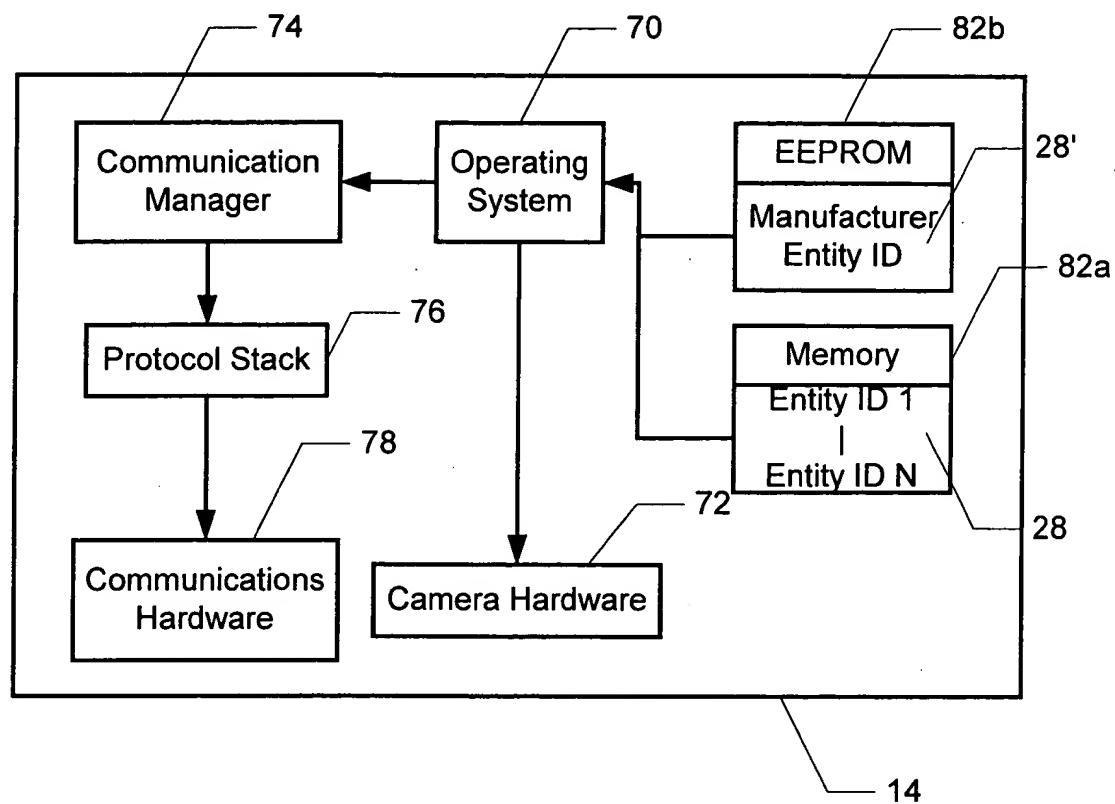 74
70
82b
Communication
Manager
Operating
System
EEPROM
Manufacturer
Entity ID
28'
82a
76
Protocol Stack
Memory
Entity ID 1
Entity ID N
78
72
28
Communications
Hardware
Camera Hardware
14